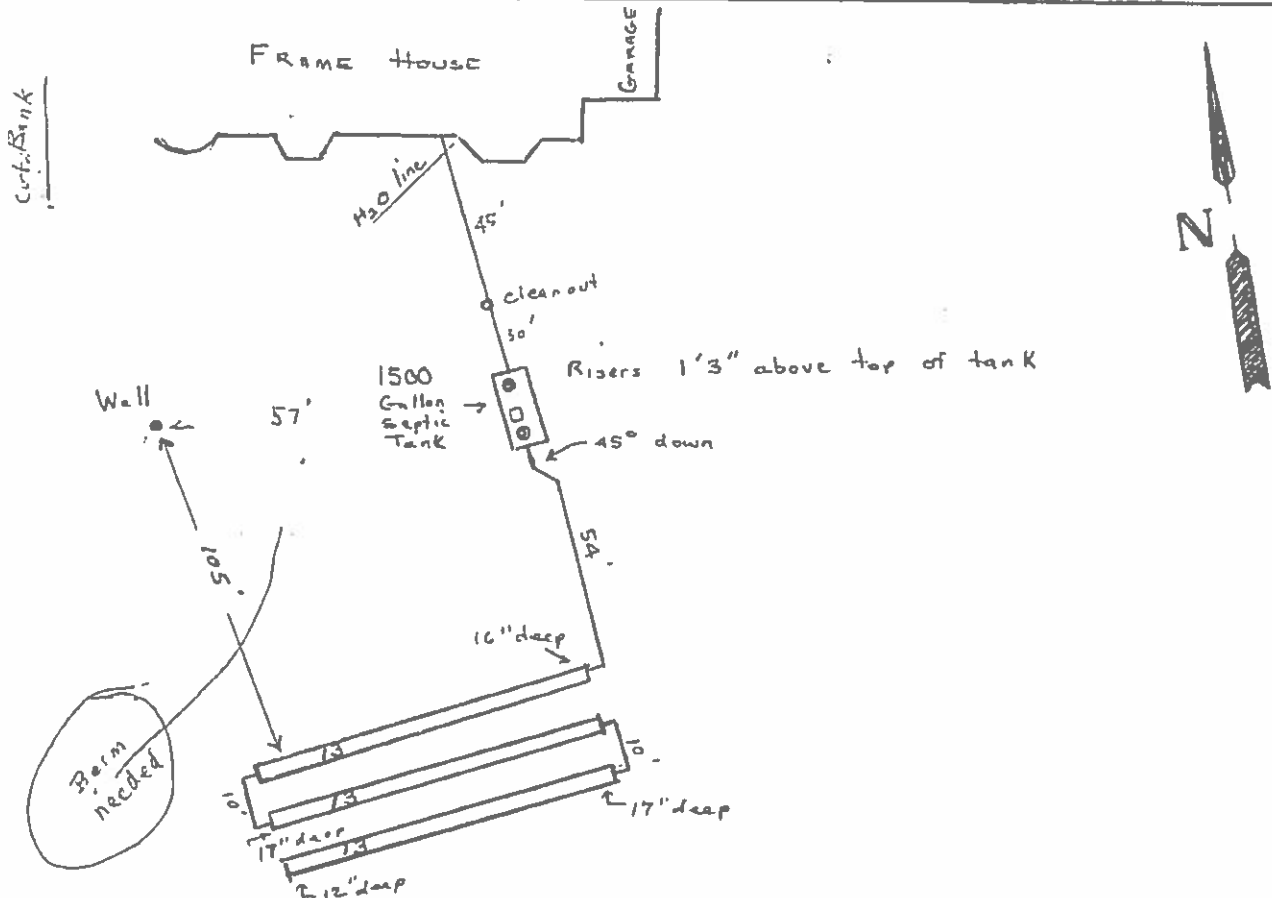 FRAME HOUSE
GARAGE
Cut Bank
H2O line
45'
cleanout
30'
Risers 1'3" above top of tank
1500
Gallon
Septic
Tank
45° down
Well
57'
105'
54'
N
16" deep
Berm
needed
73
73
73
10'
10'
17" deep
17" deep
12" deep